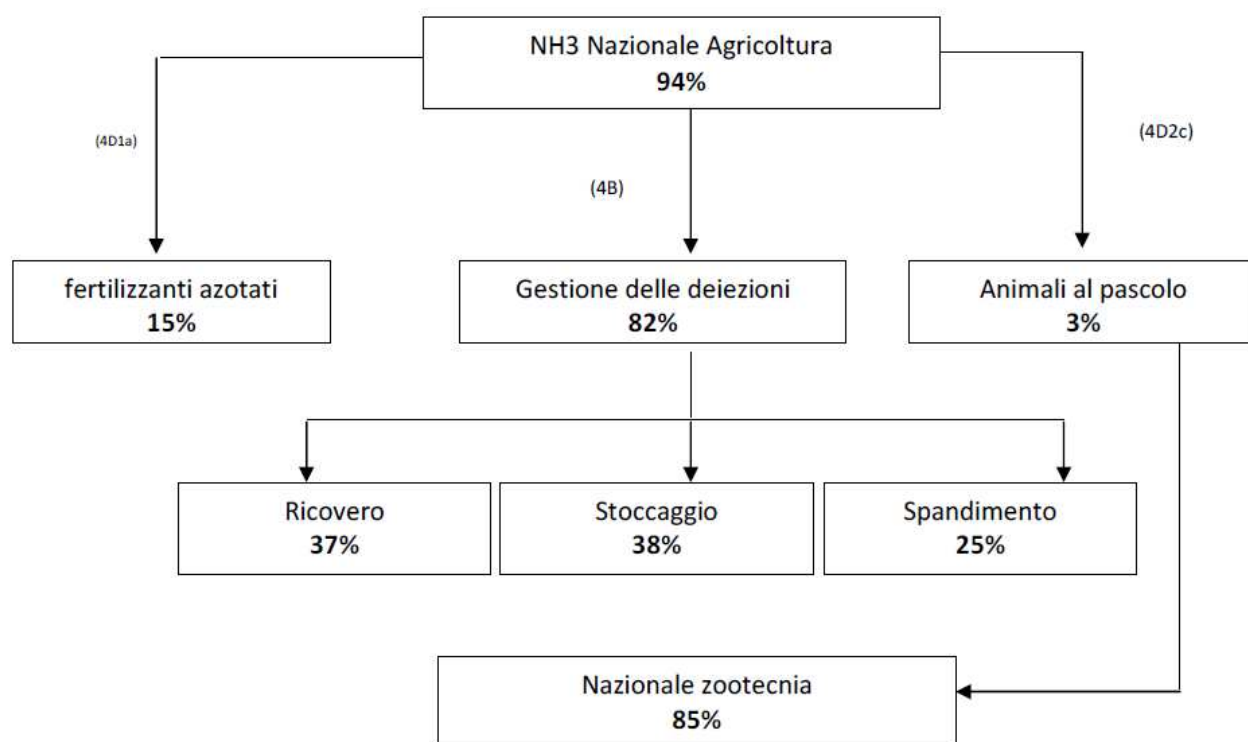 NH3 Nazionale Agricoltura
94%
(4D1a)
(4B)
(4D2c)
fertilizzanti azotati
15%
Gestione delle deiezioni
82%
Animali al pascolo
3%
Ricovero
37%
Stoccaggio
38%
Spandimento
25%
Nazionale zootecnia
85%